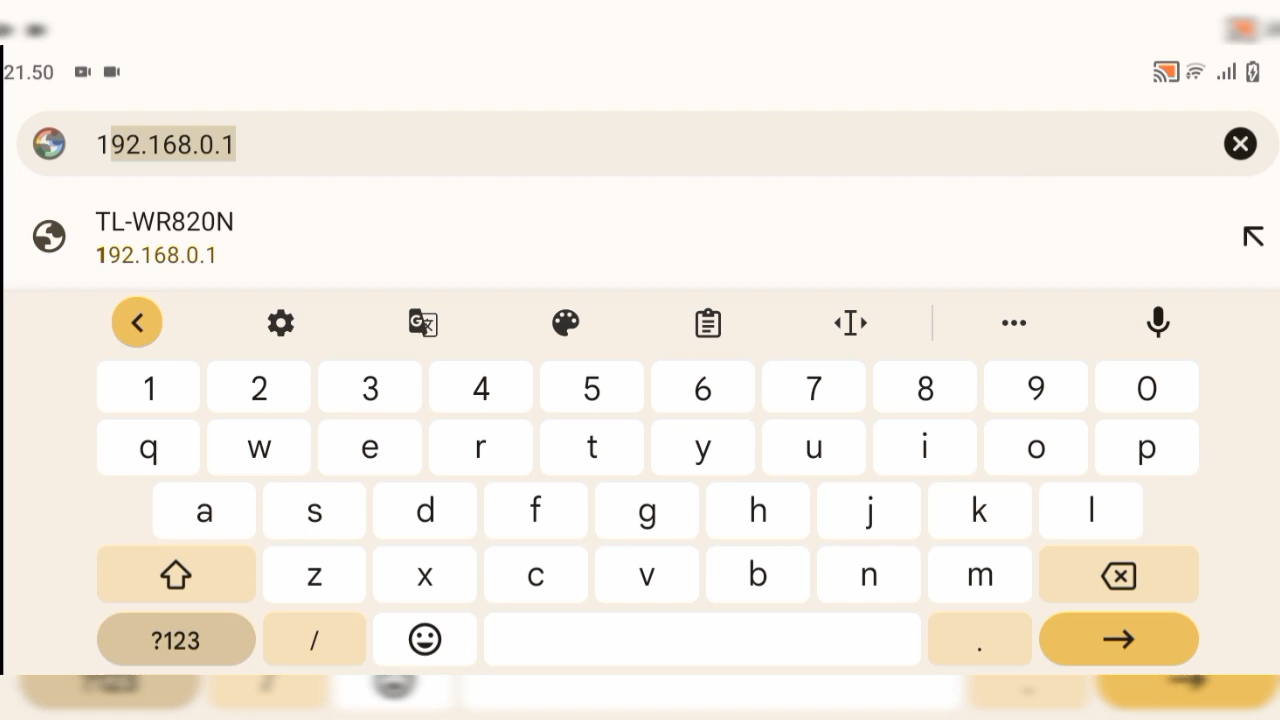 21.50
192.168.0.1
TL-WR820N
192.168.0.1
1 2 3 4 5 6 7 8 9 0
q w e r t y u i o p
a s d f g h j k l
z x c v b n m
?123 / .